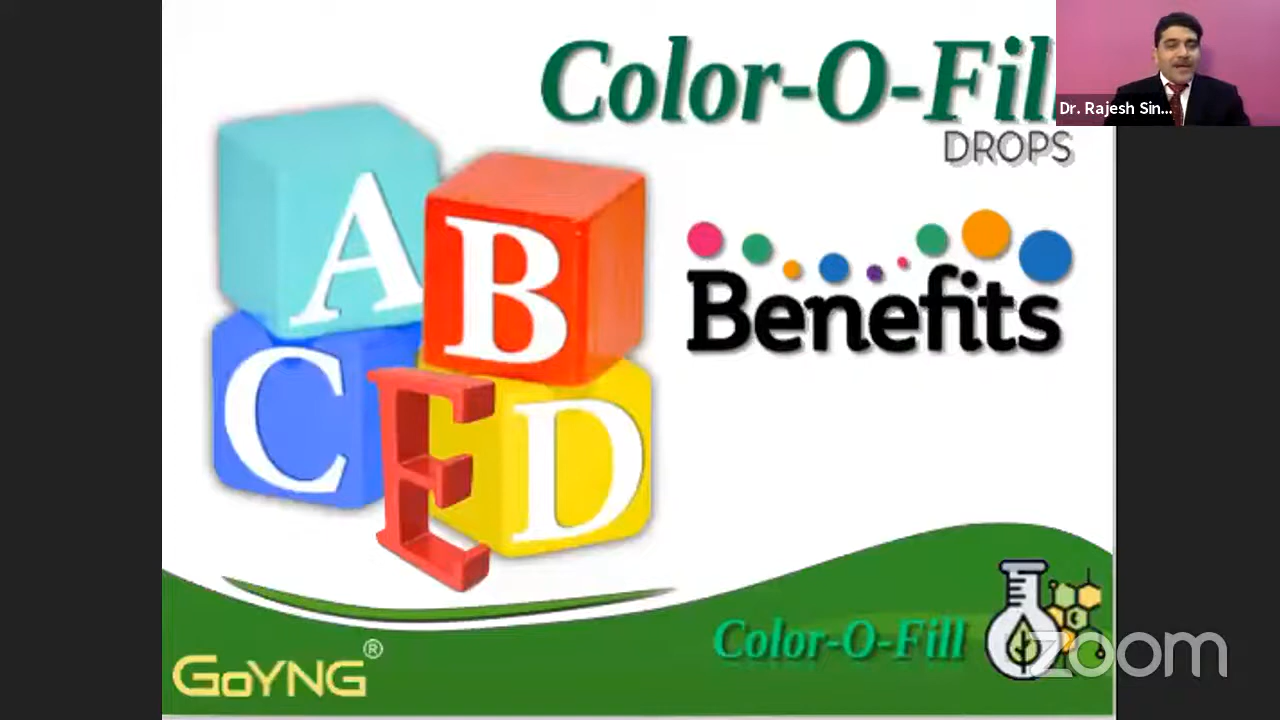 Color-O-Fill
DROPS
Dr. Rajesh Sin...
A
B
C
E
D
Benefits
Color-O-Fill
GOYNG®
zoom